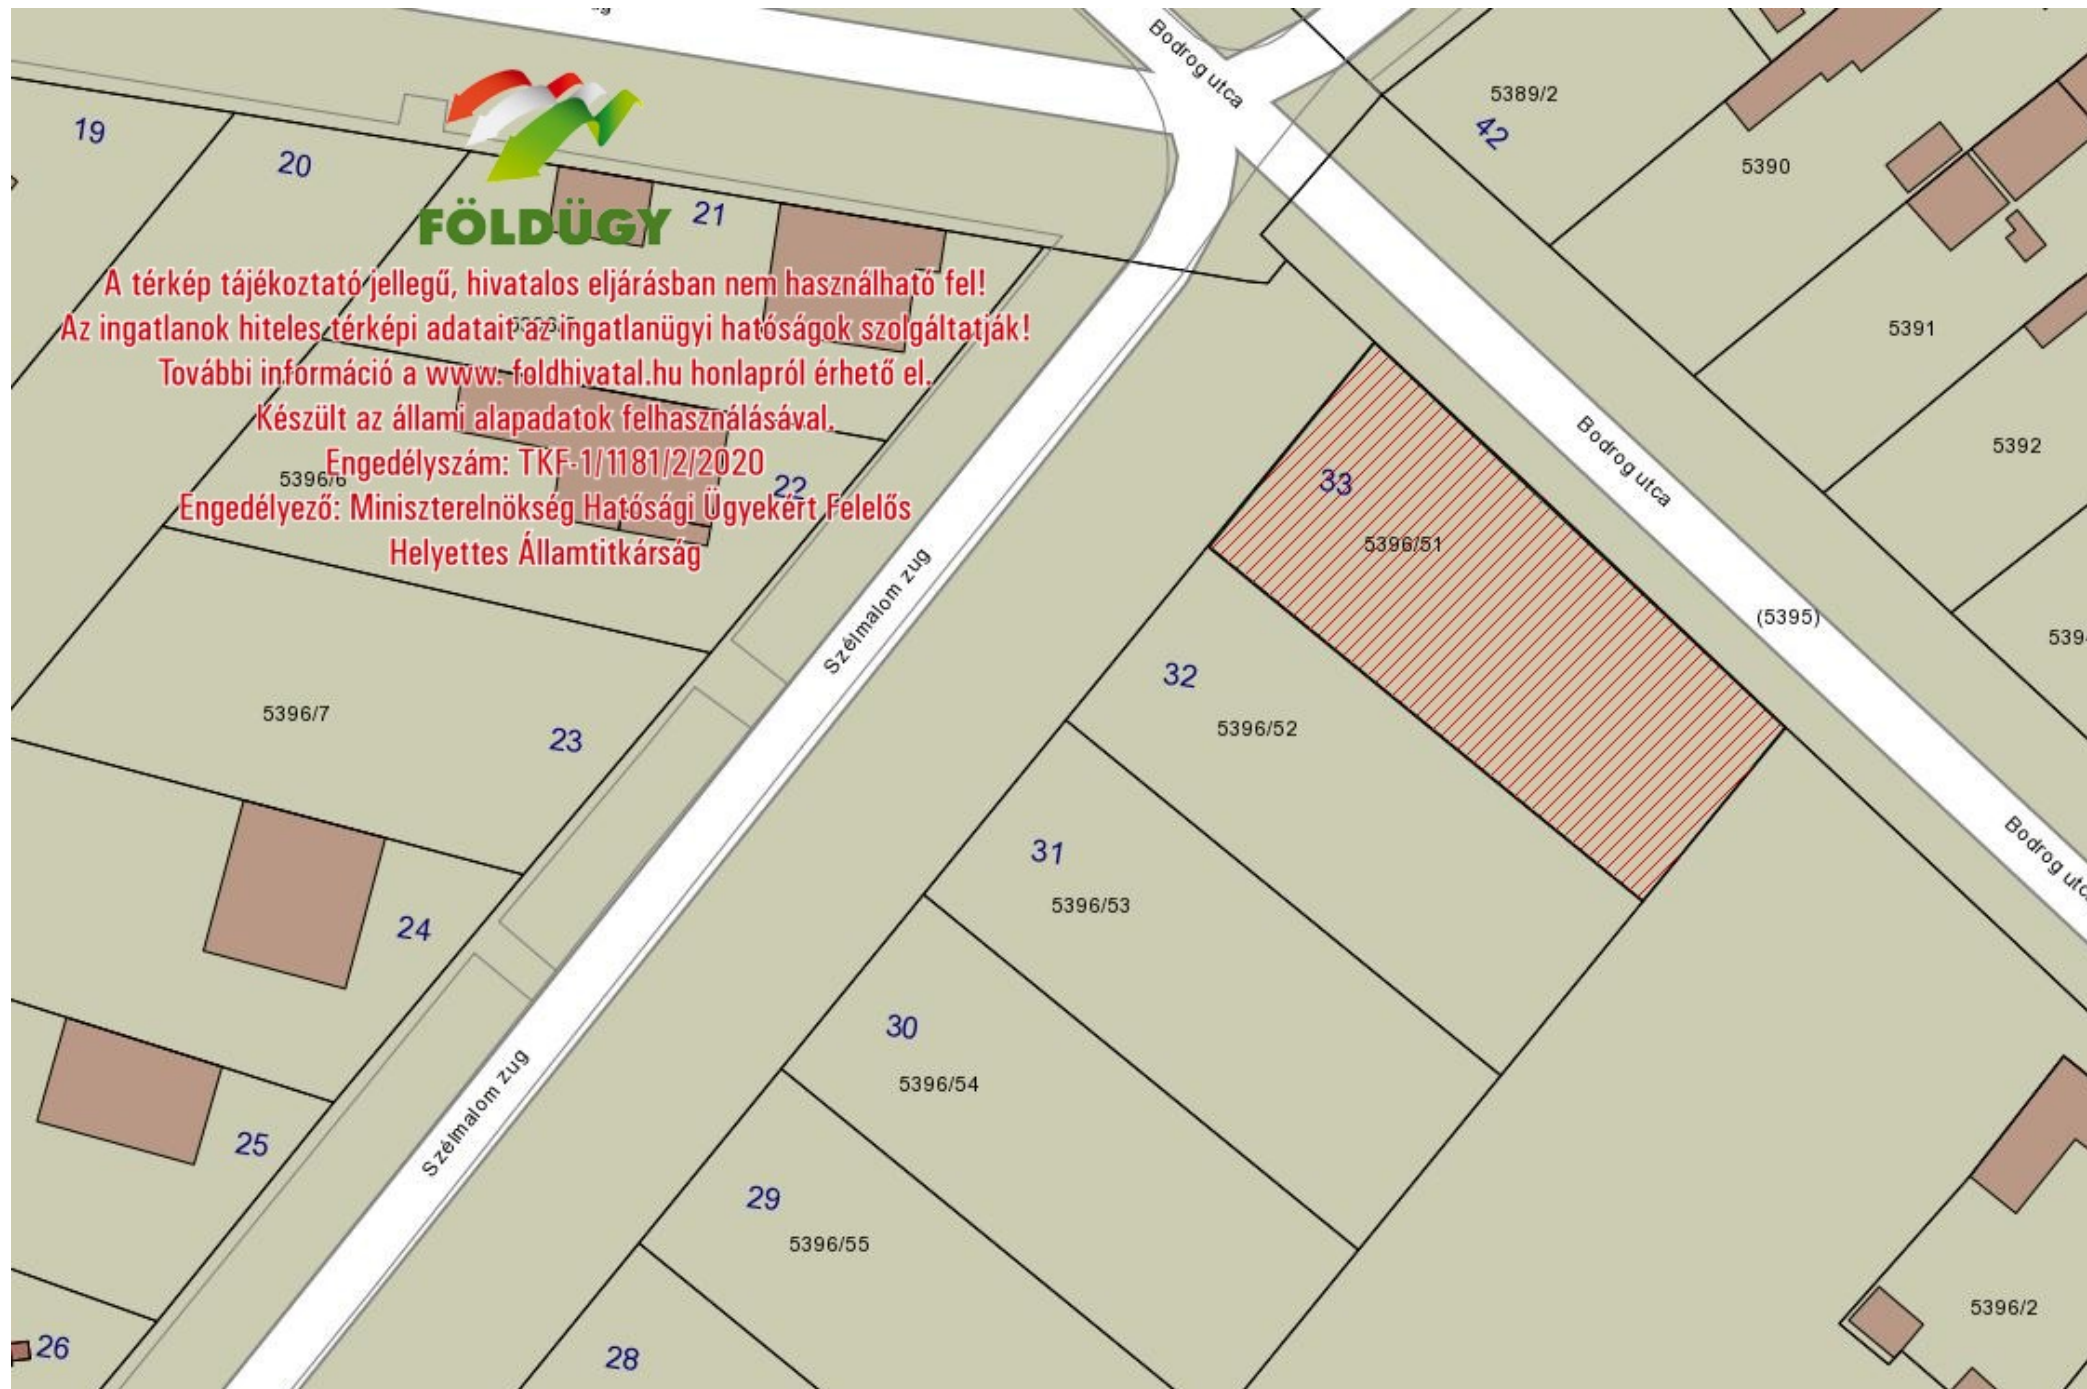 Bodrog utca
5389/2
42
19
20
21
5390
FÖLDÜGY
A térkép tájékoztató jellegű, hivatalos eljárásban nem használható fel!
Az ingatlanok hiteles térképi adatait az ingatlanügyi hatóságok szolgáltatják!
További információ a www. foldhivatal.hu honlapról érhető el.
Készült az állami alapadatok felhasználásával.
Engedélyszám: TKF-1/1181/2/2020
5396/6
22
Engedélyező: Miniszterelnökség Hatósági Ügyekért Felelős
Helyettes Államtitkárság
5391
5392
Bodrog utca
33
5396/51
(5395)
539
Szélmalom zug
32
5396/52
5396/7
23
31
5396/53
Bodrog utc
24
30
5396/54
Szélmalom zug
25
29
5396/55
5396/2
26
28